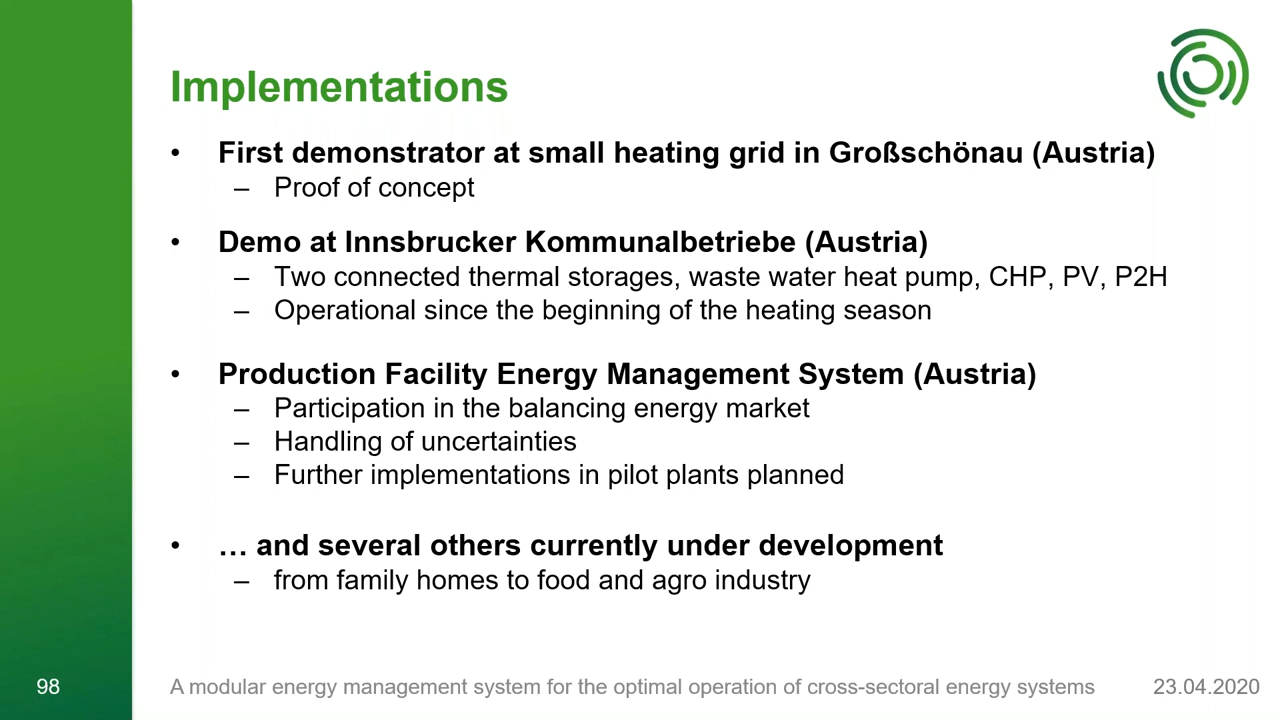 Implementations
• First demonstrator at small heating grid in Großschönau (Austria)
– Proof of concept
• Demo at Innsbrucker Kommunalbetriebe (Austria)
– Two connected thermal storages, waste water heat pump, CHP, PV, P2H
– Operational since the beginning of the heating season
• Production Facility Energy Management System (Austria)
– Participation in the balancing energy market
– Handling of uncertainties
– Further implementations in pilot plants planned
• … and several others currently under development
– from family homes to food and agro industry
98 A modular energy management system for the optimal operation of cross-sectoral energy systems 23.04.2020